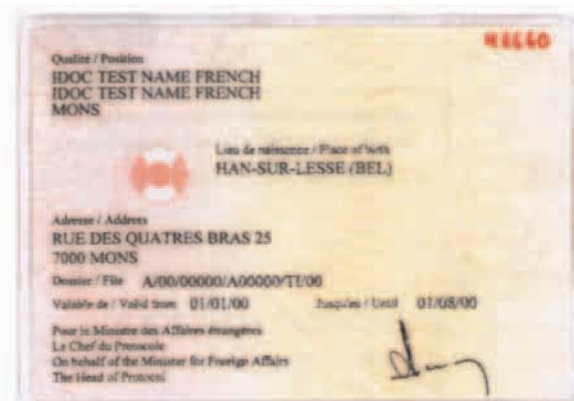 Qualité / Position
IDOC TEST NAME FRENCH
IDOC TEST NAME FRENCH
MONS
Lieu de naissance / Place of birth
HAN-SUR-LESSE (BEL)
Adresse / Address
RUE DES QUATRES BRAS 25
7000 MONS
Dossier / File A/00/00000/A00000/TI/00
Valable de / Valid from 01/01/00 Jusqu'au / Until 01/08/00
Pour le Ministre des Affaires étrangères
Le Chef du Protocole
On behalf of the Minister for Foreign Affairs
The Head of Protocol